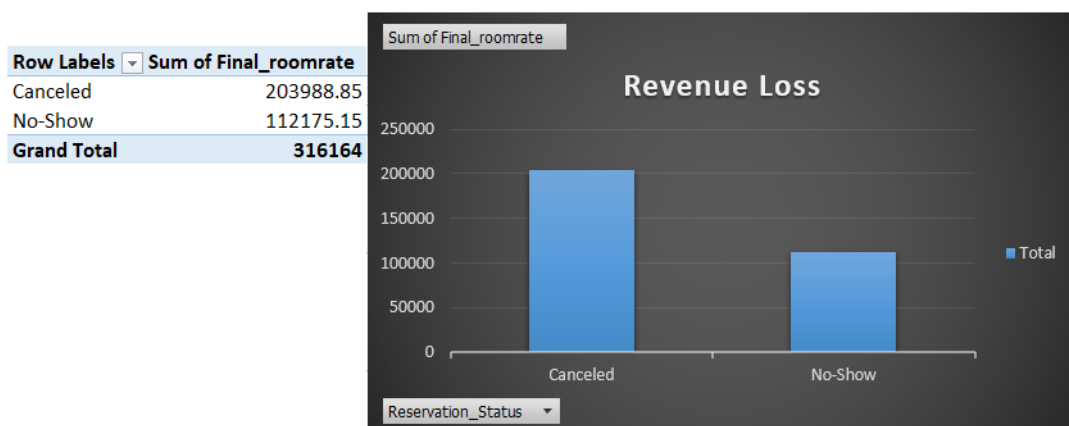 Row Labels Sum of Final_roomrate
Canceled 203988.85
No-Show 112175.15
Grand Total 316164
Sum of Final_roomrate
Revenue Loss
250000
200000
150000
100000
50000
0
Canceled No-Show
Total
Reservation_Status